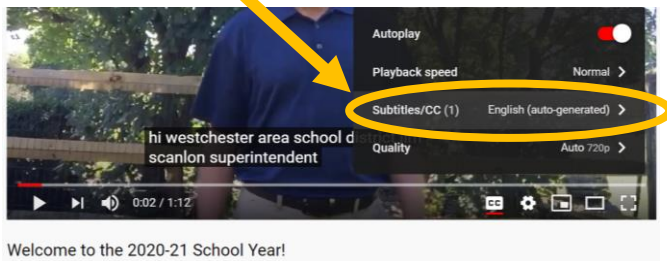 Autoplay
Playback speed Normal >
Subtitles/CC (1) English (auto-generated) >
hi westchester area school
scanlon superintendent
Quality Auto 720p >
0:02 / 1:12
CC
Welcome to the 2020-21 School Year!